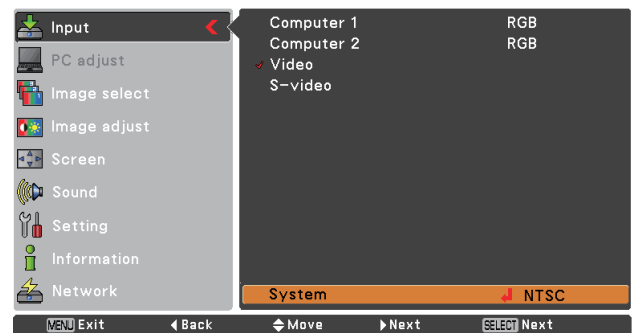 Input
PC adjust
Image select
Image adjust
Screen
Sound
Setting
Information
Network
Computer 1 RGB
Computer 2 RGB
Video
S-video
System NTSC
MENU Exit Back Move Next SELECT Next